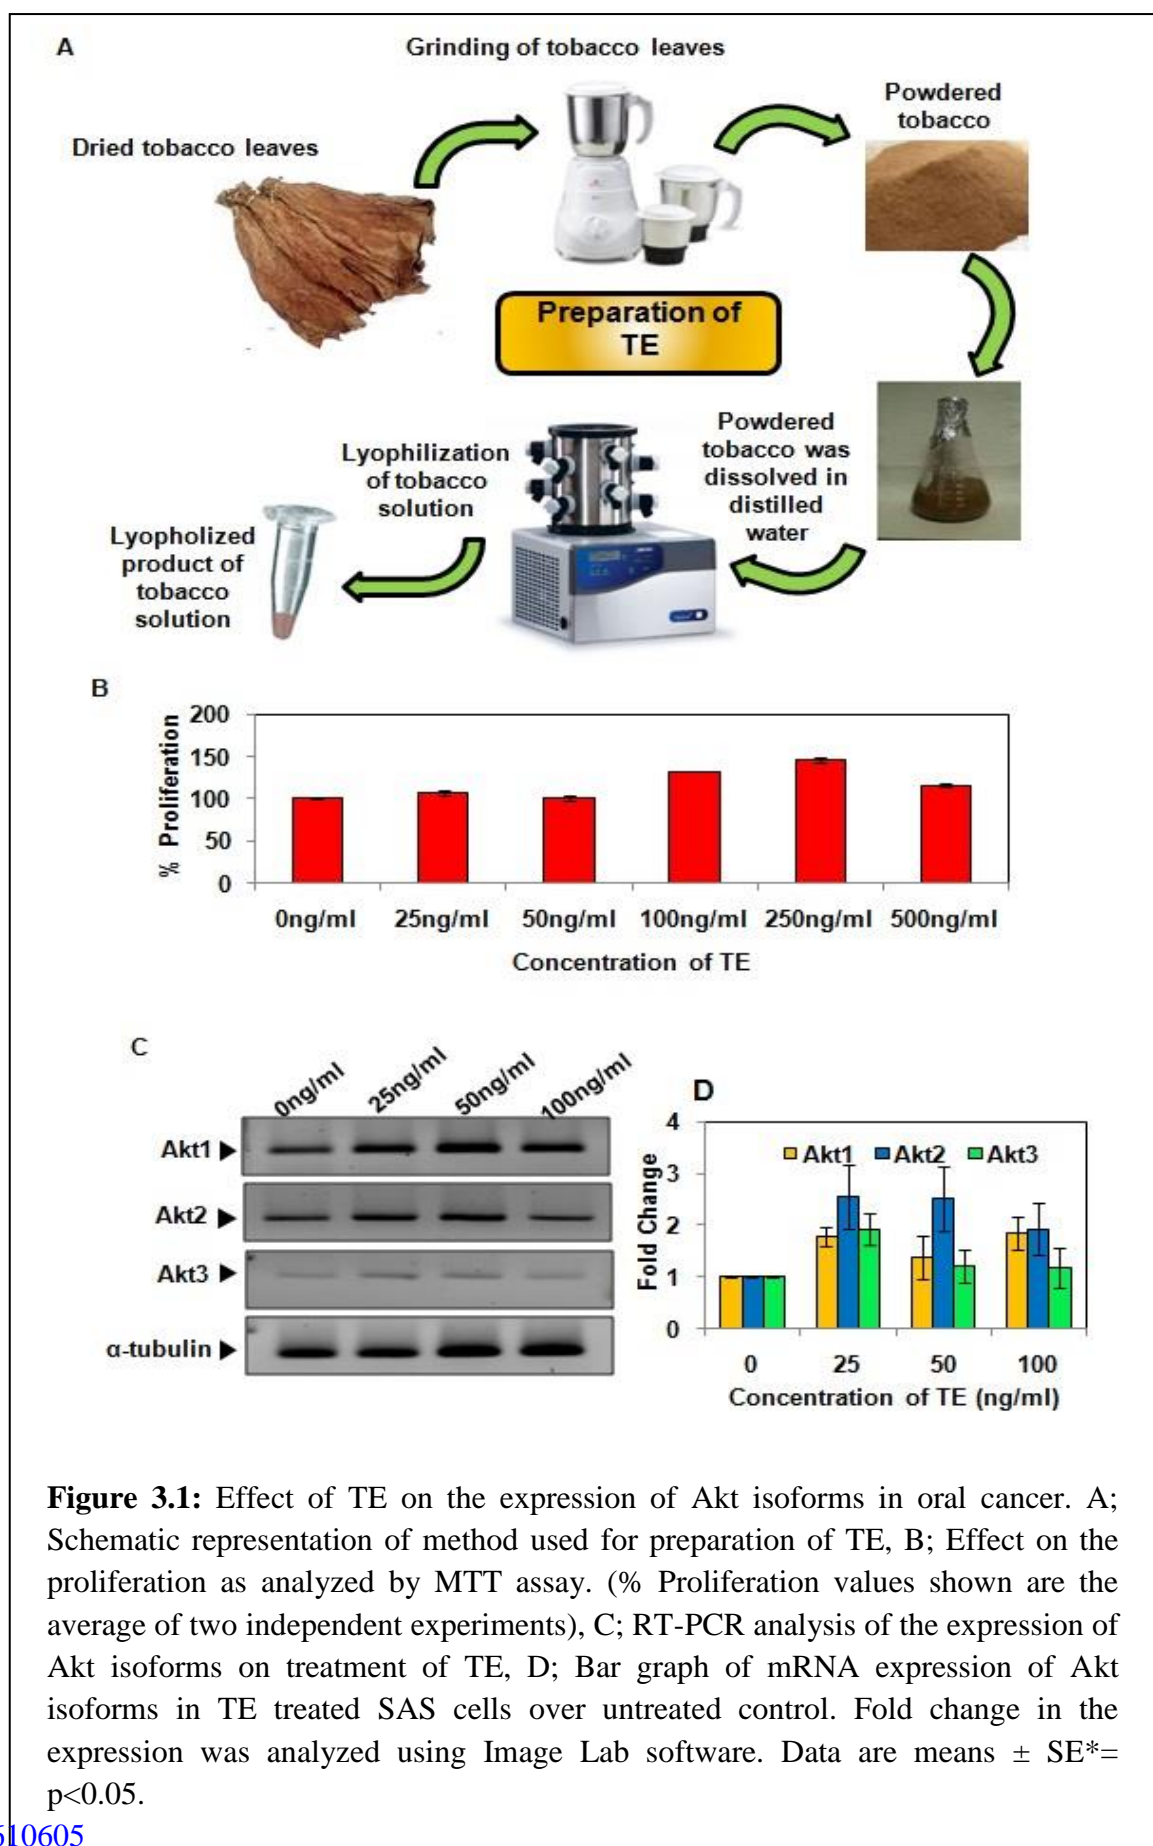 A
Grinding of tobacco leaves
Powdered
tobacco
Dried tobacco leaves
Preparation of
TE
Powdered
tobacco was
dissolved in
distilled
water
Lyophilization
of tobacco
solution
Lyopholized
product of
tobacco
solution
B
% Proliferation
200
150
100
50
0
0ng/ml 25ng/ml 50ng/ml 100ng/ml 250ng/ml 500ng/ml
Concentration of TE
C
0ng/ml 25ng/ml 50ng/ml 100ng/ml
Akt1
Akt2
Akt3
α-tubulin
D
Fold Change
4
3
2
1
0
Akt1 Akt2 Akt3
0 25 50 100
Concentration of TE (ng/ml)
Figure 3.1: Effect of TE on the expression of Akt isoforms in oral cancer. A;
Schematic representation of method used for preparation of TE, B; Effect on the
proliferation as analyzed by MTT assay. (% Proliferation values shown are the
average of two independent experiments), C; RT-PCR analysis of the expression of
Akt isoforms on treatment of TE, D; Bar graph of mRNA expression of Akt
isoforms in TE treated SAS cells over untreated control. Fold change in the
expression was analyzed using Image Lab software. Data are means ± SE*=
p<0.05.
10605